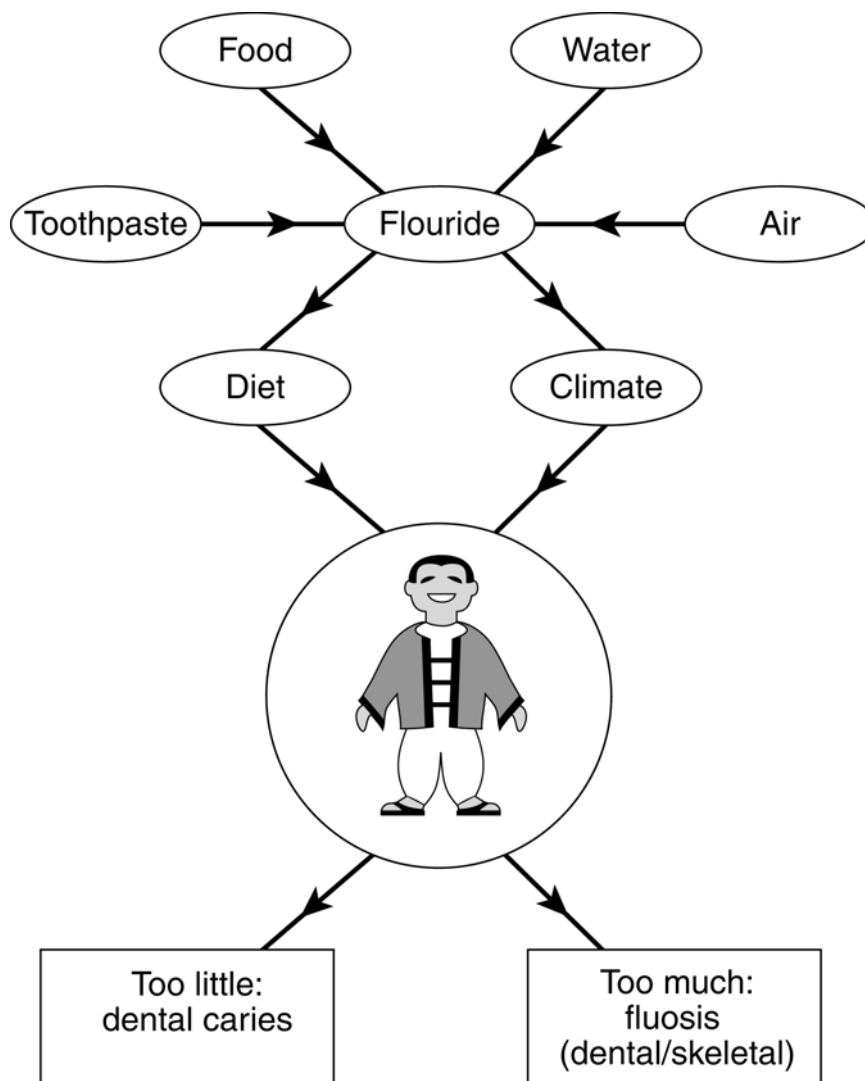 Food
Water
Toothpaste
Flouride
Air
Diet
Climate
Too little:
dental caries
Too much:
fluosis
(dental/skeletal)